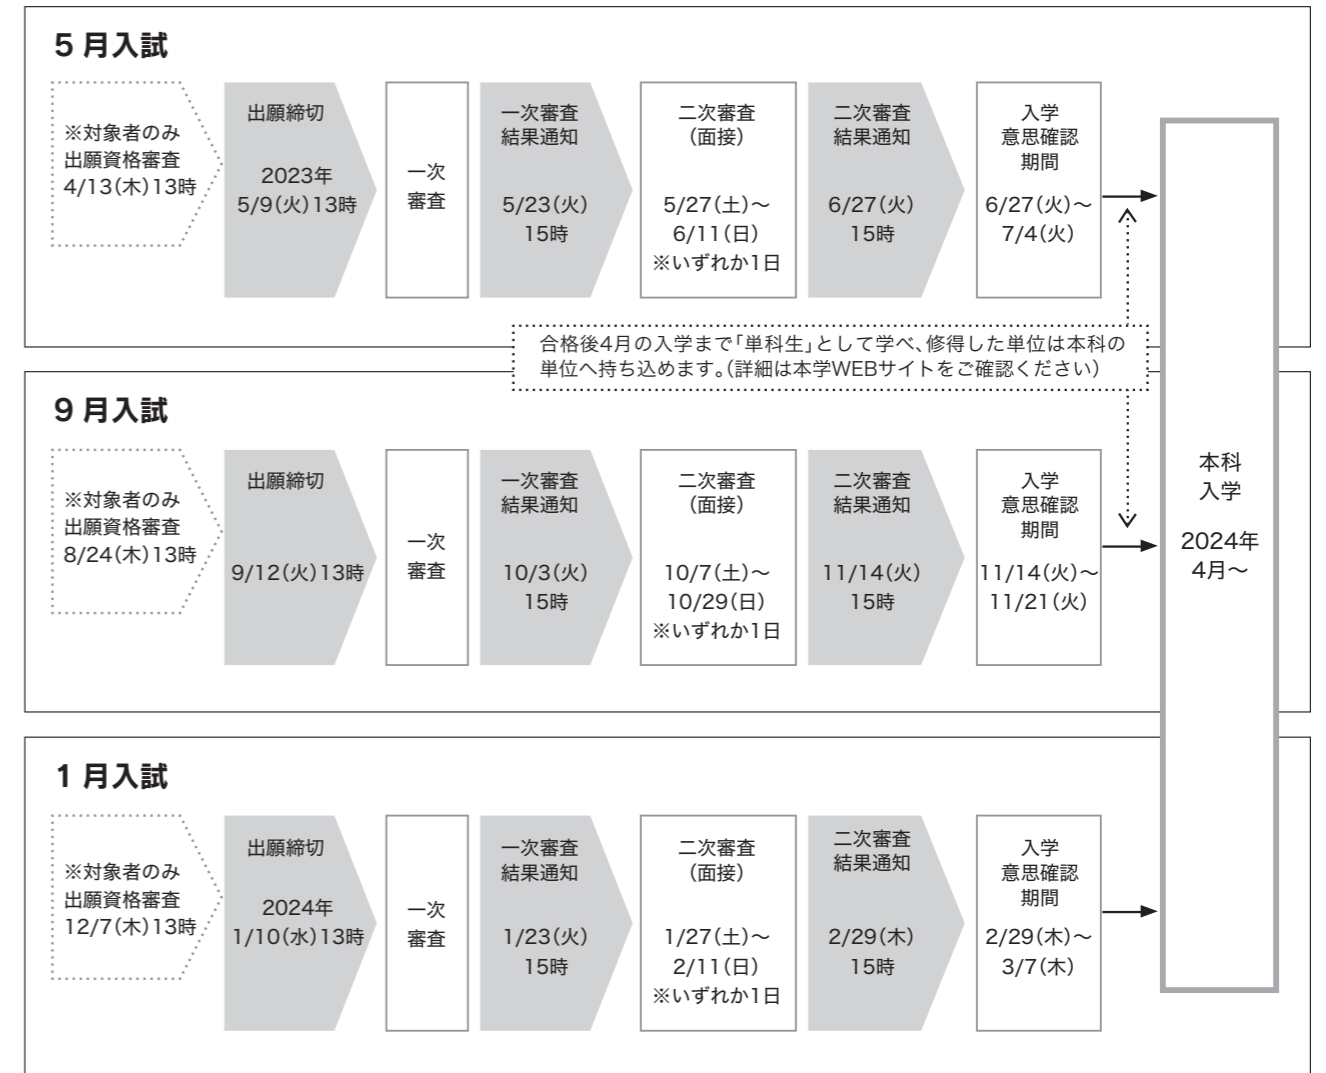 5 月入試
※対象者のみ
出願資格審査
4/13(木)13時
出願締切
2023年
5/9(火)13時
一次
審査
一次審査
結果通知
5/23(火)
15時
二次審査
(面接)
5/27(土)～
6/11(日)
※いずれか1日
二次審査
結果通知
6/27(火)
15時
入学
意思確認
期間
6/27(火)～
7/4(火)
合格後4月の入学まで「単科生」として学べ、修得した単位は本科の
単位へ持ち込めます。(詳細は本学WEBサイトをご確認ください)
9 月入試
※対象者のみ
出願資格審査
8/24(木)13時
出願締切
9/12(火)13時
一次
審査
一次審査
結果通知
10/3(火)
15時
二次審査
(面接)
10/7(土)～
10/29(日)
※いずれか1日
二次審査
結果通知
11/14(火)
15時
入学
意思確認
期間
11/14(火)～
11/21(火)
本科
入学
2024年
4月～
1 月入試
※対象者のみ
出願資格審査
12/7(木)13時
出願締切
2024年
1/10(水)13時
一次
審査
一次審査
結果通知
1/23(火)
15時
二次審査
(面接)
1/27(土)～
2/11(日)
※いずれか1日
二次審査
結果通知
2/29(木)
15時
入学
意思確認
期間
2/29(木)～
3/7(木)